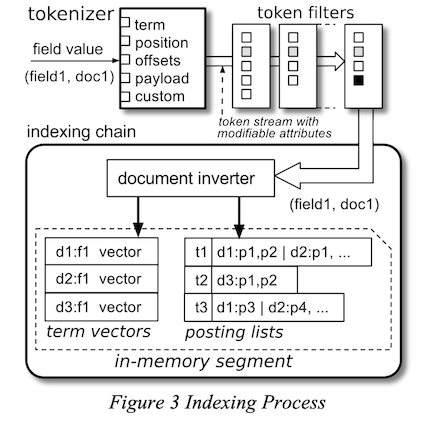 tokenizer
token filters
field value
(field1, doc1)
term
position
offsets
payload
custom
token stream with
modifiable attributes
indexing chain
document inverter
(field1, doc1)
d1:f1 vector
d2:f1 vector
d3:f1 vector
term vectors
t1 d1:p1,p2 | d2:p1, ...
t2 d3:p1,p2
t3 d1:p3 | d2:p4, ...
posting lists
in-memory segment
Figure 3 Indexing Process